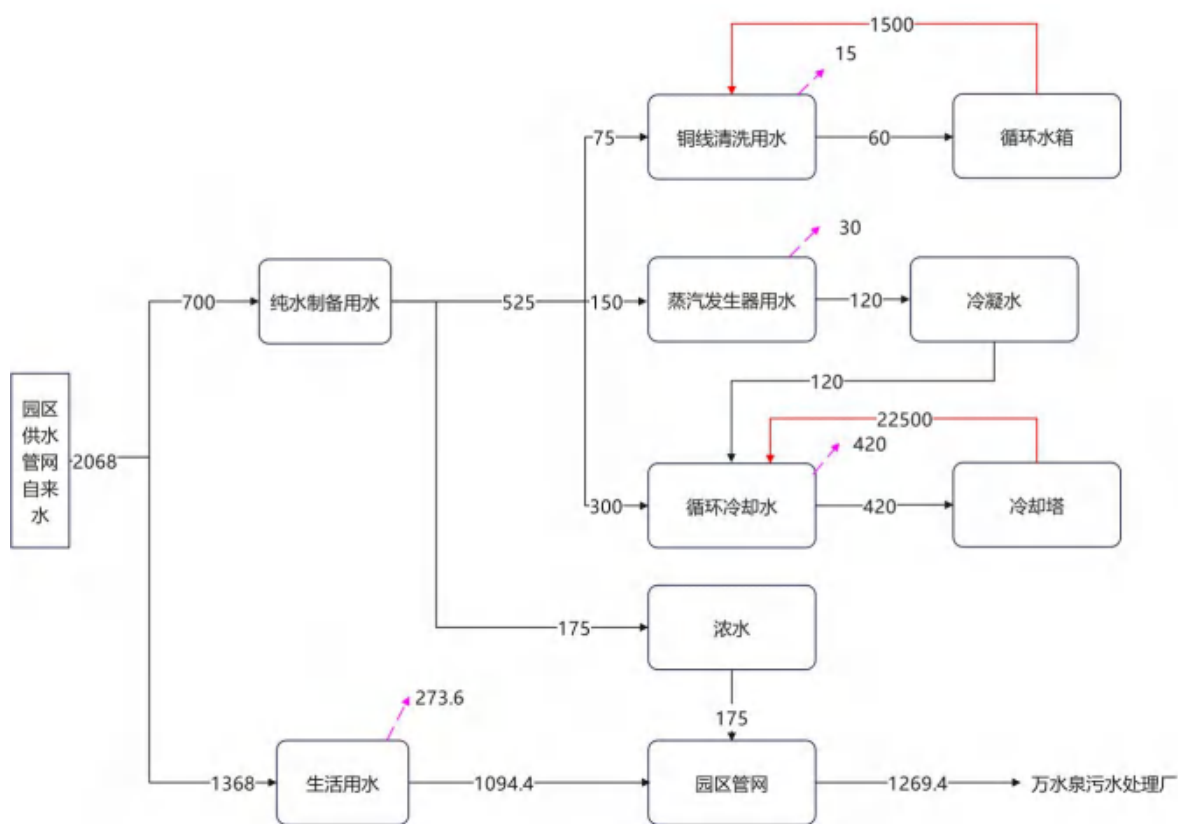 1500
15
75
铜线清洗用水
60
循环水箱
30
700
纯水制备用水
525
150
蒸汽发生器用水
120
冷凝水
120
园区
供水
管网
自来
水
2068
22500
420
300
循环冷却水
420
冷却塔
175
浓水
273.6
175
1368
生活用水
1094.4
园区管网
1269.4
万水泉污水处理厂